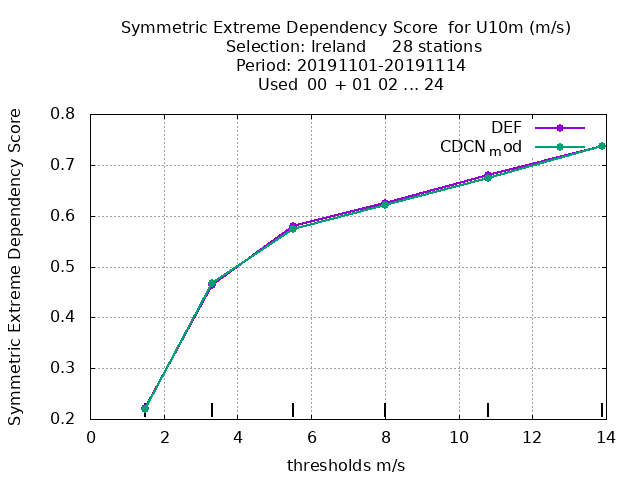 Symmetric Extreme Dependency Score  for U10m (m/s)
Selection: Ireland     28 stations
Period: 20191101-20191114
Used  00 + 01 02 ... 24
Symmetric Extreme Dependency Score
0.8
0.7
0.6
0.5
0.4
0.3
0.2
DEF
CDCN_mod
0 2 4 6 8 10 12 14
thresholds m/s